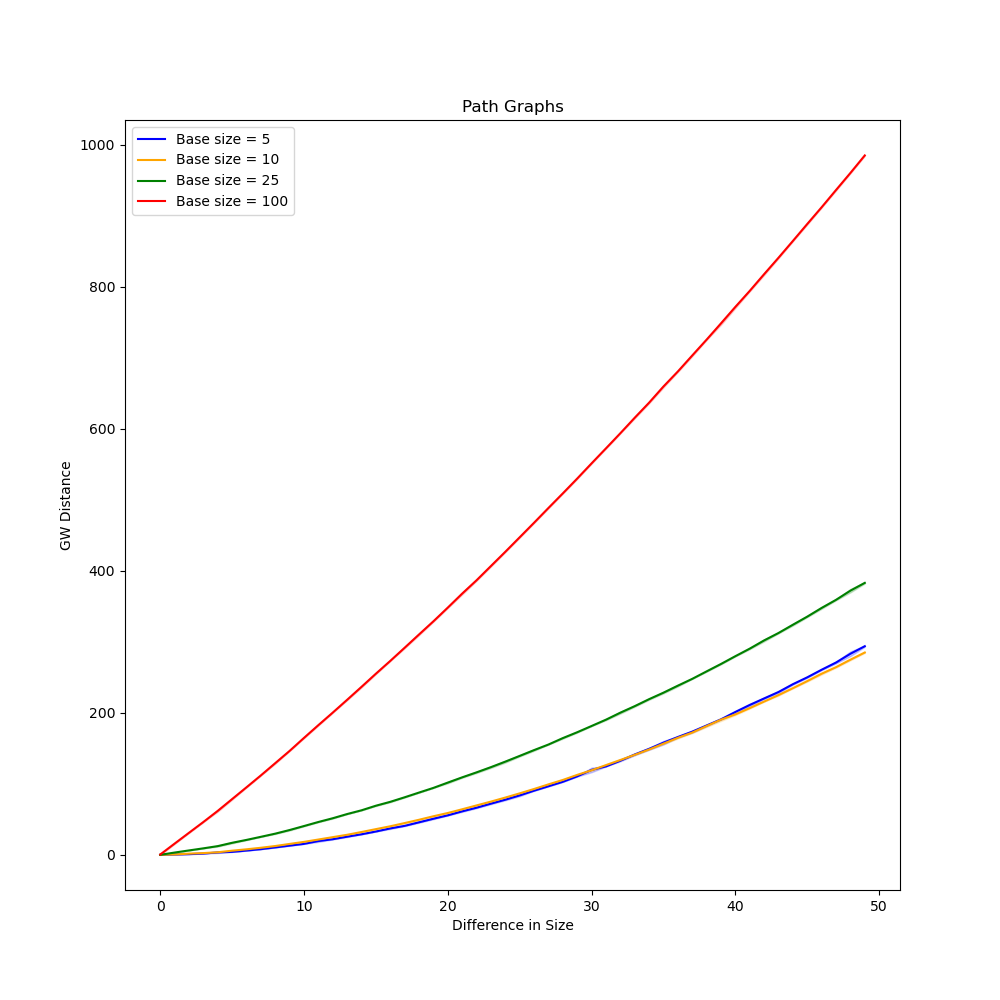 Path Graphs
Base size = 5
Base size = 10
Base size = 25
Base size = 100
1000
800
600
400
200
0
GW Distance
0 10 20 30 40 50
Difference in Size